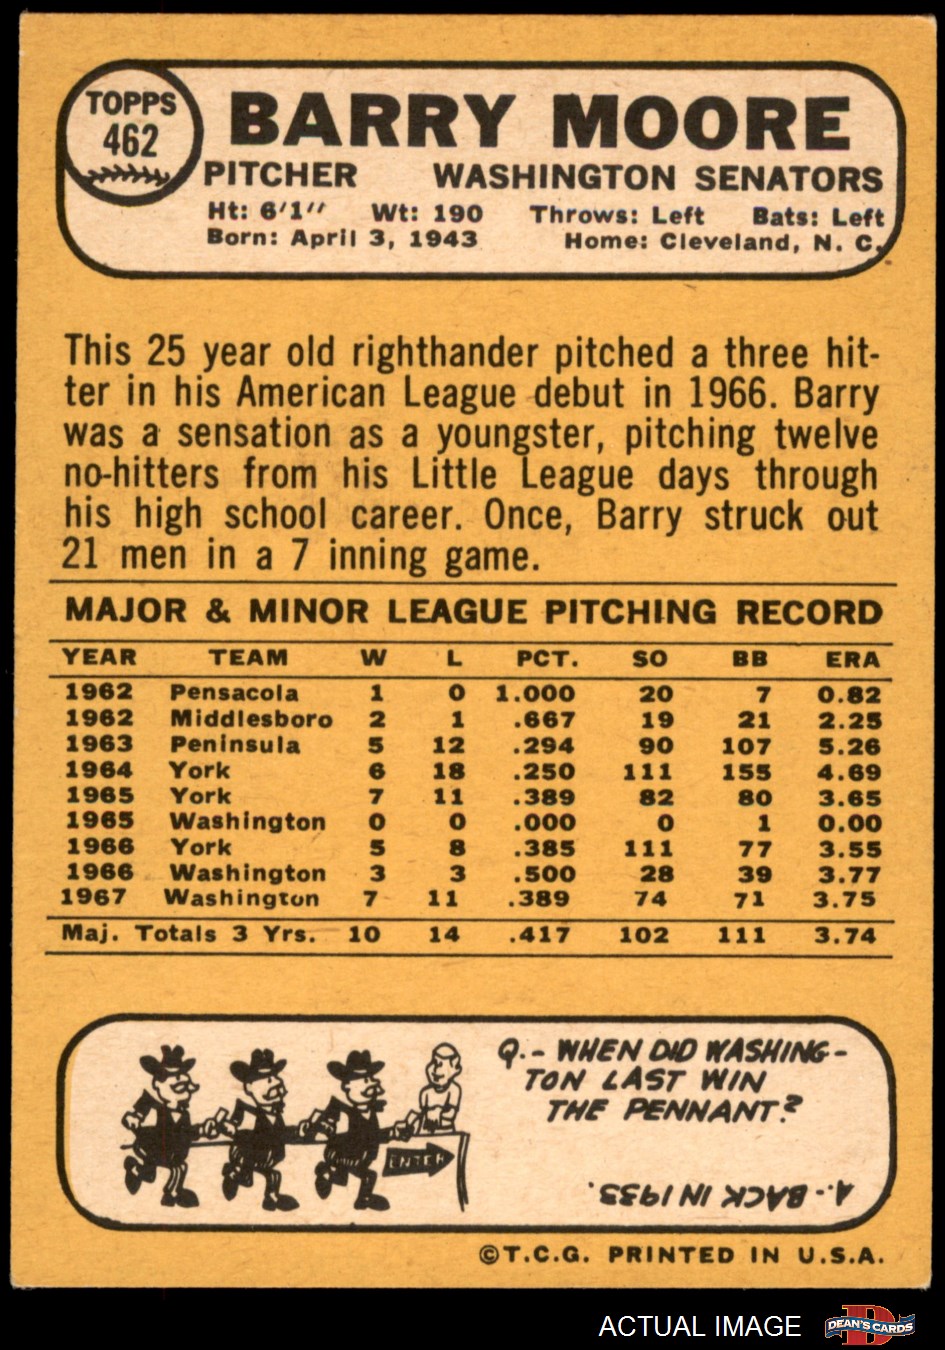 TOPPS
462
BARRY MOORE
PITCHER WASHINGTON SENATORS
Ht: 6'1" Wt: 190 Throws: Left Bats: Left
Born: April 3, 1943 Home: Cleveland, N. C.
This 25 year old righthander pitched a three hit-
ter in his American League debut in 1966. Barry
was a sensation as a youngster, pitching twelve
no-hitters from his Little League days through
his high school career. Once, Barry struck out
21 men in a 7 inning game.
MAJOR & MINOR LEAGUE PITCHING RECORD
YEAR TEAM W L PCT. SO BB ERA
1962 Pensacola 1 0 1.000 20 7 0.82
1962 Middlesboro 2 1 .667 19 21 2.25
1963 Peninsula 5 12 .294 90 107 5.26
1964 York 6 18 .250 111 155 4.69
1965 York 7 11 .389 82 80 3.65
1965 Washington 0 0 .000 0 1 0.00
1966 York 5 8 .385 111 77 3.55
1966 Washington 3 3 .500 28 39 3.77
1967 Washington 7 11 .389 74 71 3.75
Maj. Totals 3 Yrs. 10 14 .417 102 111 3.74
ENTER
Q.- WHEN DID WASHING-
TON LAST WIN
THE PENNANT?
A.. BACK IN 1933.
©T.C.G. PRINTED IN U.S.A.
ACTUAL IMAGE
D
DEAN'S CARDS